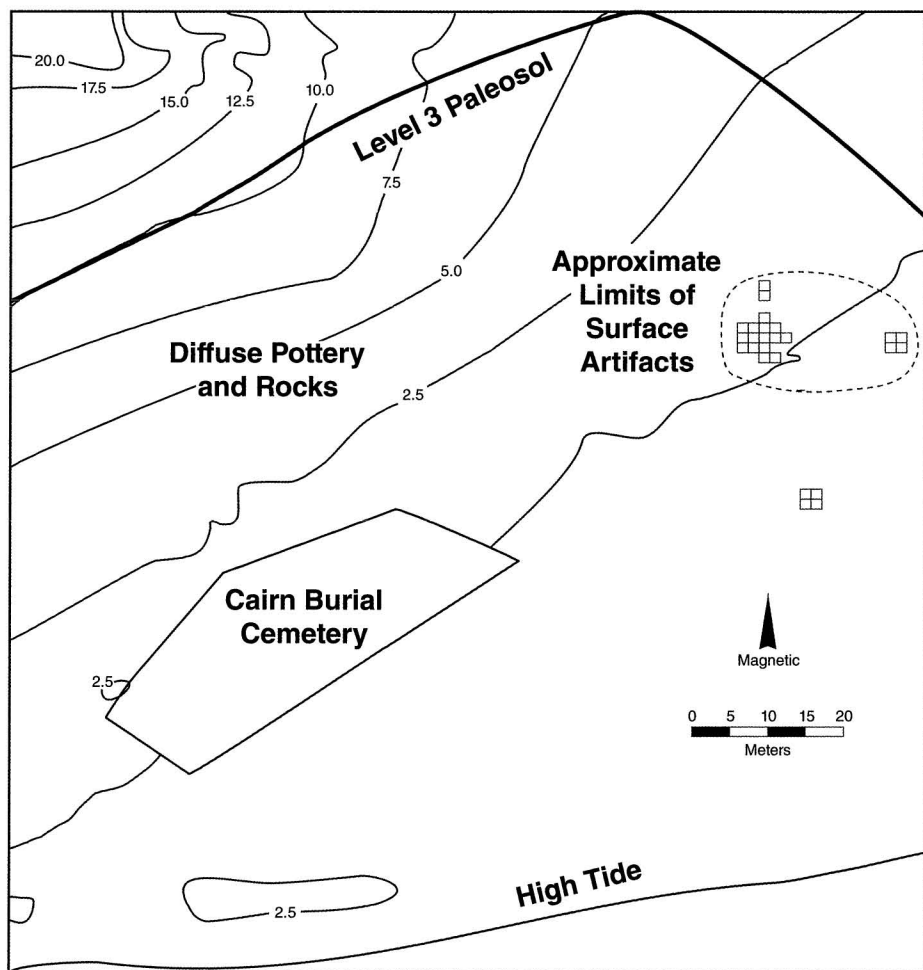 20.0
17.5
15.0
12.5
10.0
Level 3 Paleosol
7.5
5.0
Approximate
Limits of
Surface
Artifacts
Diffuse Pottery
and Rocks
2.5
Cairn Burial
Cemetery
Magnetic
2.5
0 5 10 15 20
Meters
High Tide
2.5